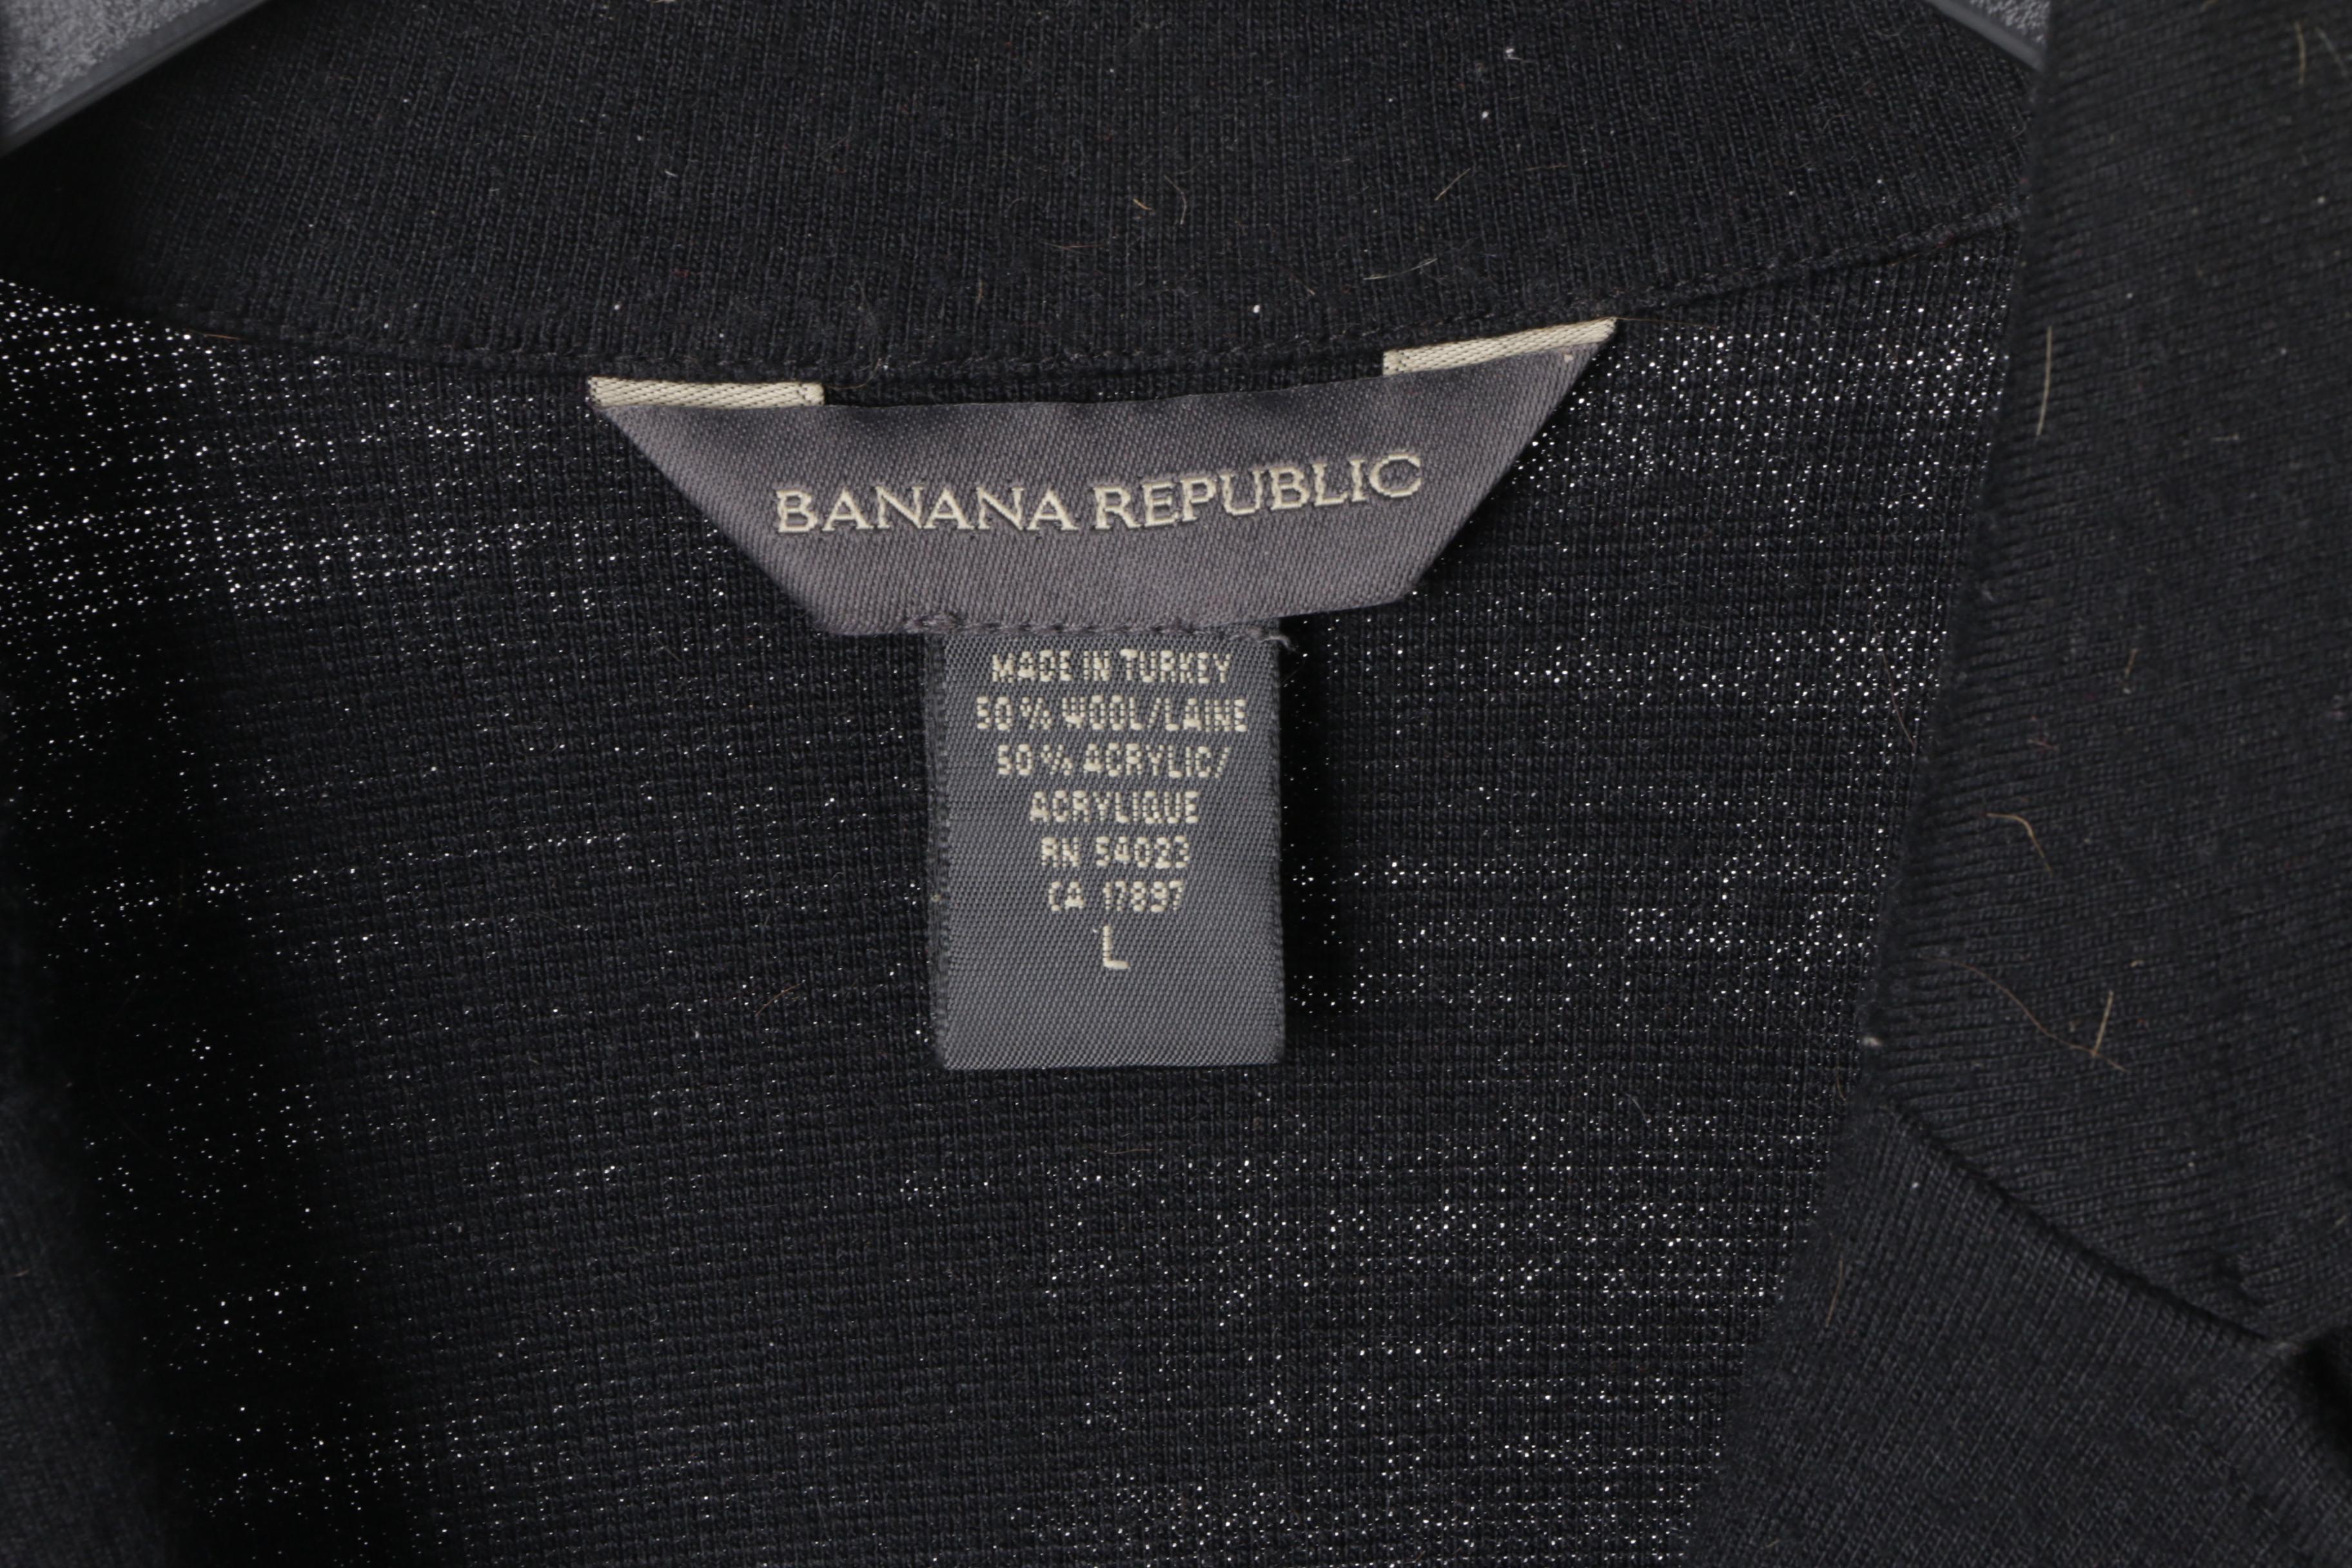 BANANA REPUBLIC
MADE IN TURKEY
50% WOOL/LAINE
50% ACRYLIC/
ACRYLIQUE
RN 54023
CA 17897
L